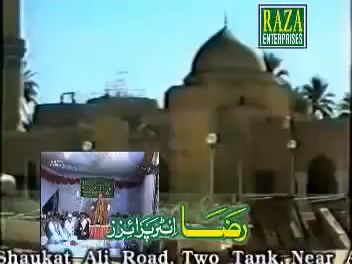 RAZA
ENTERPRISES
رضا انٹرپرائزز
Shaukat Ali Road, Two Tank, Near A